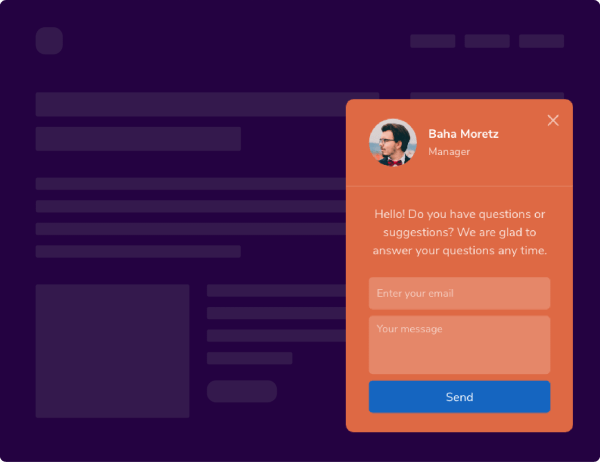 Baha Moretz
Manager
Hello! Do you have questions or
suggestions? We are glad to
answer your questions any time.
Enter your email
Your message
Send